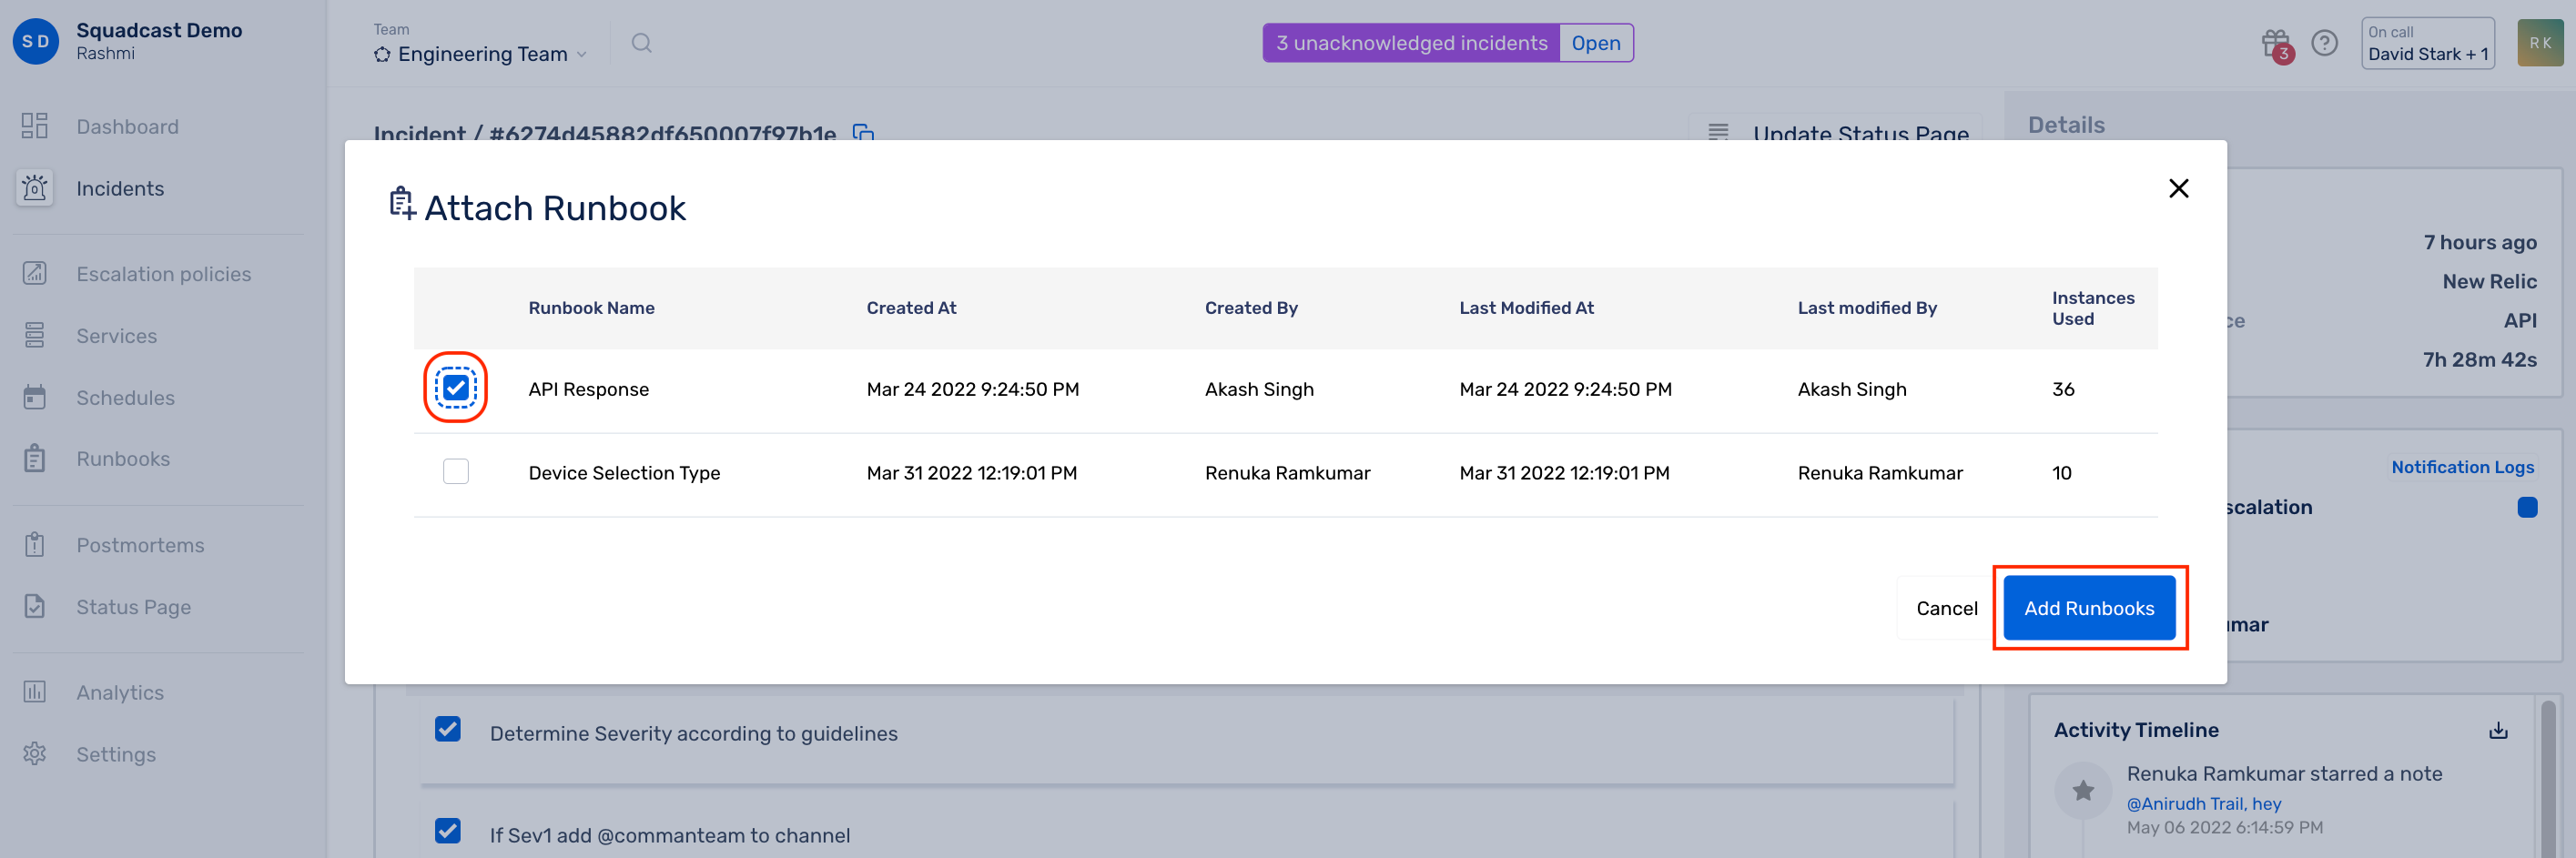 S D
Squadcast Demo
Rashmi
Dashboard
Incidents
Escalation policies
Services
Schedules
Runbooks
Postmortems
Status Page
Analytics
Settings
Team
Engineering Team
3 unacknowledged incidents
Open
3
On call
David Stark + 1
R K
Incident / #6274d45882df650007f97b1e
Update Status Page
Attach Runbook
Runbook Name Created At Created By Last Modified At Last modified By Instances Used
API Response Mar 24 2022 9:24:50 PM Akash Singh Mar 24 2022 9:24:50 PM Akash Singh 36
Device Selection Type Mar 31 2022 12:19:01 PM Renuka Ramkumar Mar 31 2022 12:19:01 PM Renuka Ramkumar 10
Cancel
Add Runbooks
Determine Severity according to guidelines
If Sev1 add @commanteam to channel
Details
7 hours ago
New Relic
API
7h 28m 42s
Notification Logs
scalation
Activity Timeline
Renuka Ramkumar starred a note
@Anirudh Trail, hey
May 06 2022 6:14:59 PM